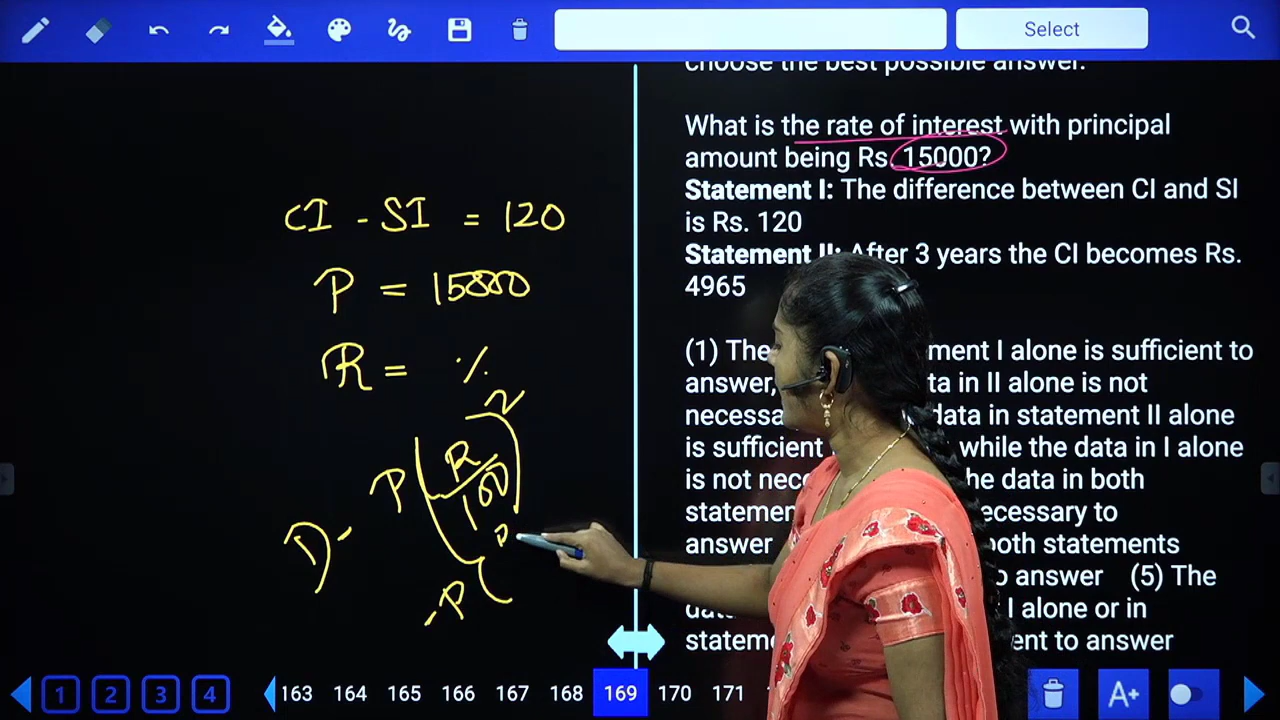 Select
choose the best possible answer.
What is the rate of interest with principal
amount being Rs. 15000?
Statement I: The difference between CI and SI
is Rs. 120
Statement II: After 3 years the CI becomes Rs.
4965
(1) The ment I alone is sufficient to
answer, ta in II alone is not
necessa data in statement II alone
is sufficient while the data in I alone
is not nec he data in both
statemen ecessary to
answer both statements
o answer (5) The
I alone or in
stateme ent to answer
CI - SI = 120
P = 15000
R = %
2
P ( R/100 )
D-
-P (
1 2 3 4
163 164 165 166 167 168 169 170 171
A+